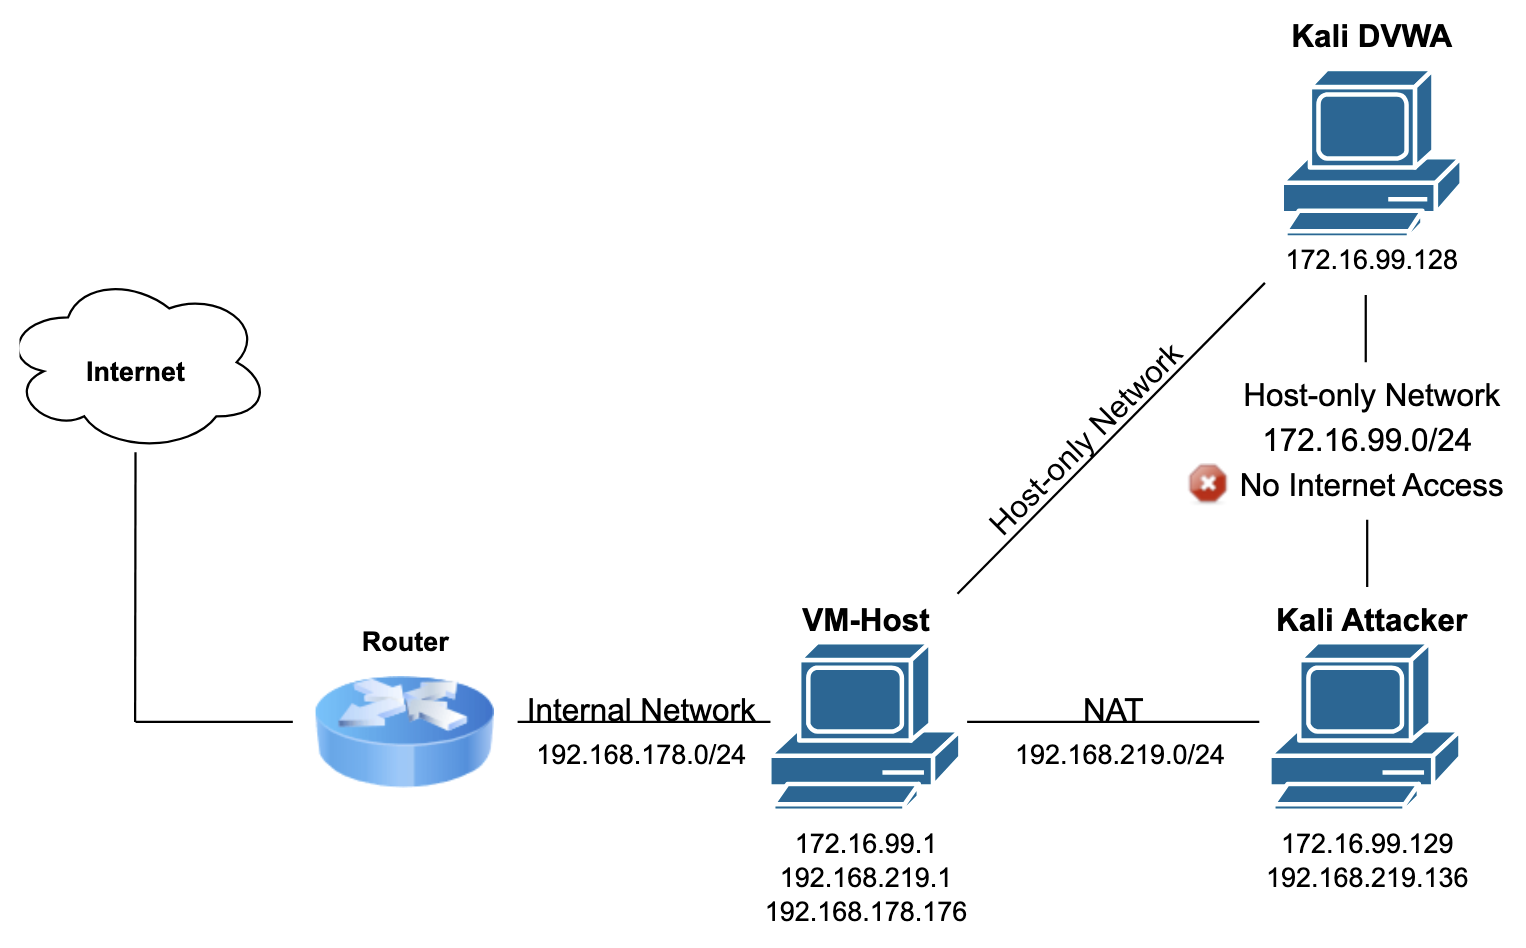 Kali DVWA
172.16.99.128
Internet
Host-only Network
Host-only Network
172.16.99.0/24
No Internet Access
Router
Internal Network
192.168.178.0/24
VM-Host
NAT
192.168.219.0/24
Kali Attacker
172.16.99.1
192.168.219.1
192.168.178.176
172.16.99.129
192.168.219.136